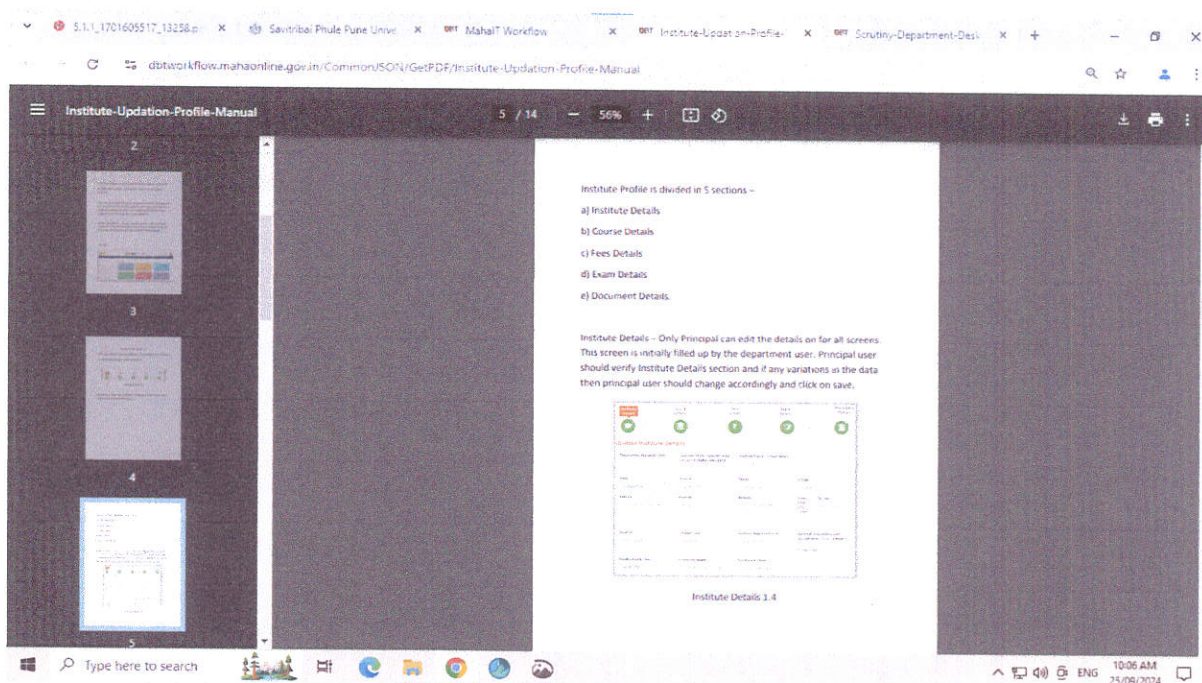 5.1.1_1701605517_13258.p
Savitribai Phule Pune Unive
MahaIT Workflow
Institute-Updation-Profile-
Scrutiny-Department-Desk
dbtworkflow.mahaonline.gov.in/Common/JSON/GetPDF/Institute-Updation-Profile-Manual
Institute-Updation-Profile-Manual
5 / 14
56%
2
3
4
5
Institute Profile is divided in 5 sections –
a) Institute Details
b) Course Details
c) Fees Details
d) Exam Details
e) Document Details.
Institute Details – Only Principal can edit the details on for all screens.
This screen is initially filled up by the department user. Principal user
should verify Institute Details section and if any variations in the data
then principal user should change accordingly and click on save.
Institute Details 1.4
Type here to search
ENG
10:06 AM
25/09/2024